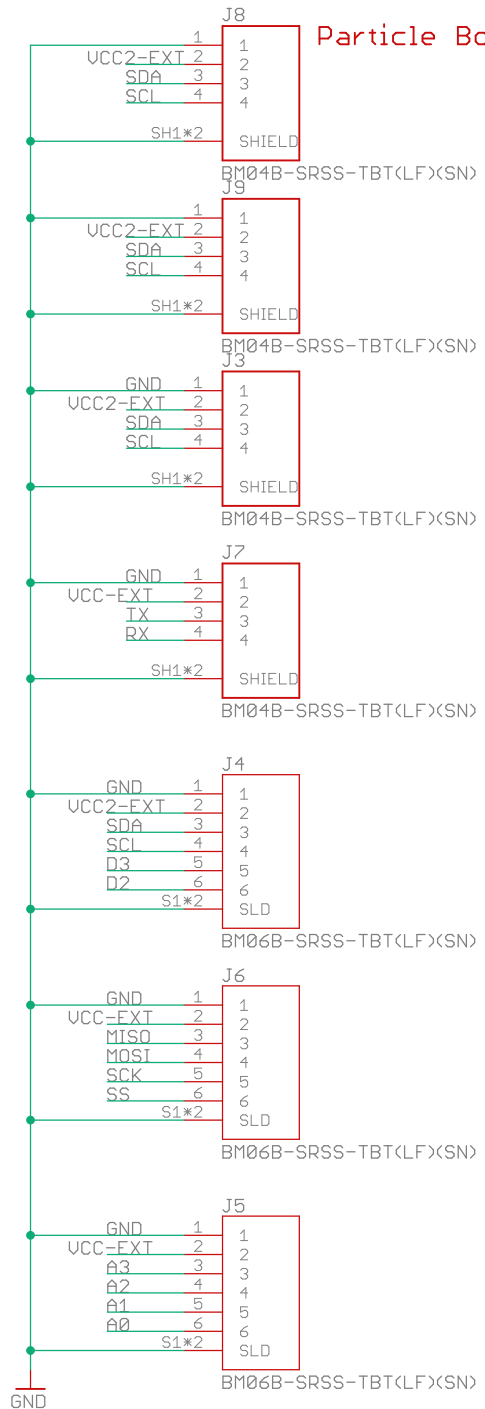 J8
Particle Bo
1 1
VCC2-EXT 2 2
SDA 3 3
SCL 4 4
SH1*2 SHIELD
BM04B-SRSS-TBT(LF)(SN)
J9
1 1
VCC2-EXT 2 2
SDA 3 3
SCL 4 4
SH1*2 SHIELD
BM04B-SRSS-TBT(LF)(SN)
J3
GND 1 1
VCC2-EXT 2 2
SDA 3 3
SCL 4 4
SH1*2 SHIELD
BM04B-SRSS-TBT(LF)(SN)
J7
GND 1 1
VCC-EXT 2 2
TX 3 3
RX 4 4
SH1*2 SHIELD
BM04B-SRSS-TBT(LF)(SN)
J4
GND 1 1
VCC2-EXT 2 2
SDA 3 3
SCL 4 4
D3 5 5
D2 6 6
S1*2 SLD
BM06B-SRSS-TBT(LF)(SN)
J6
GND 1 1
VCC-EXT 2 2
MISO 3 3
MOSI 4 4
SCK 5 5
SS 6 6
S1*2 SLD
BM06B-SRSS-TBT(LF)(SN)
J5
GND 1 1
VCC-EXT 2 2
A3 3 3
A2 4 4
A1 5 5
A0 6 6
S1*2 SLD
BM06B-SRSS-TBT(LF)(SN)
GND